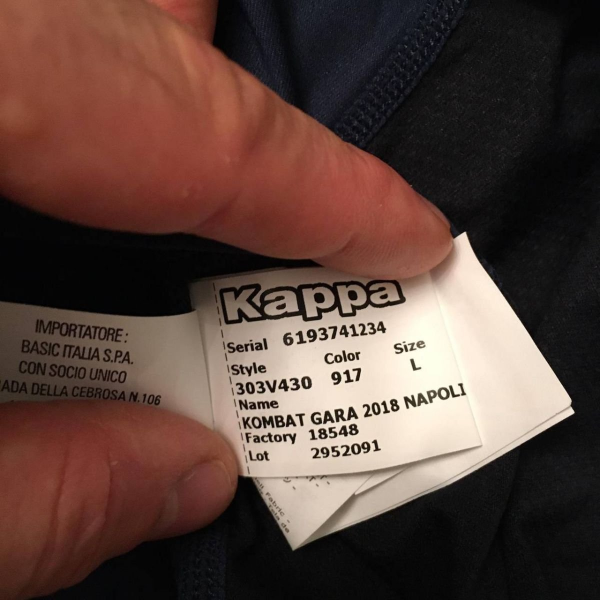 IMPORTATORE:
BASIC ITALIA S.P.A.
CON SOCIO UNICO
DELLA CEBROSA N.106
Kappa
Serial 6193741234
Style Color Size
303V430 917 L
Name
KOMBAT GARA 2018 NAPOLI
Factory 18548
Lot 2952091